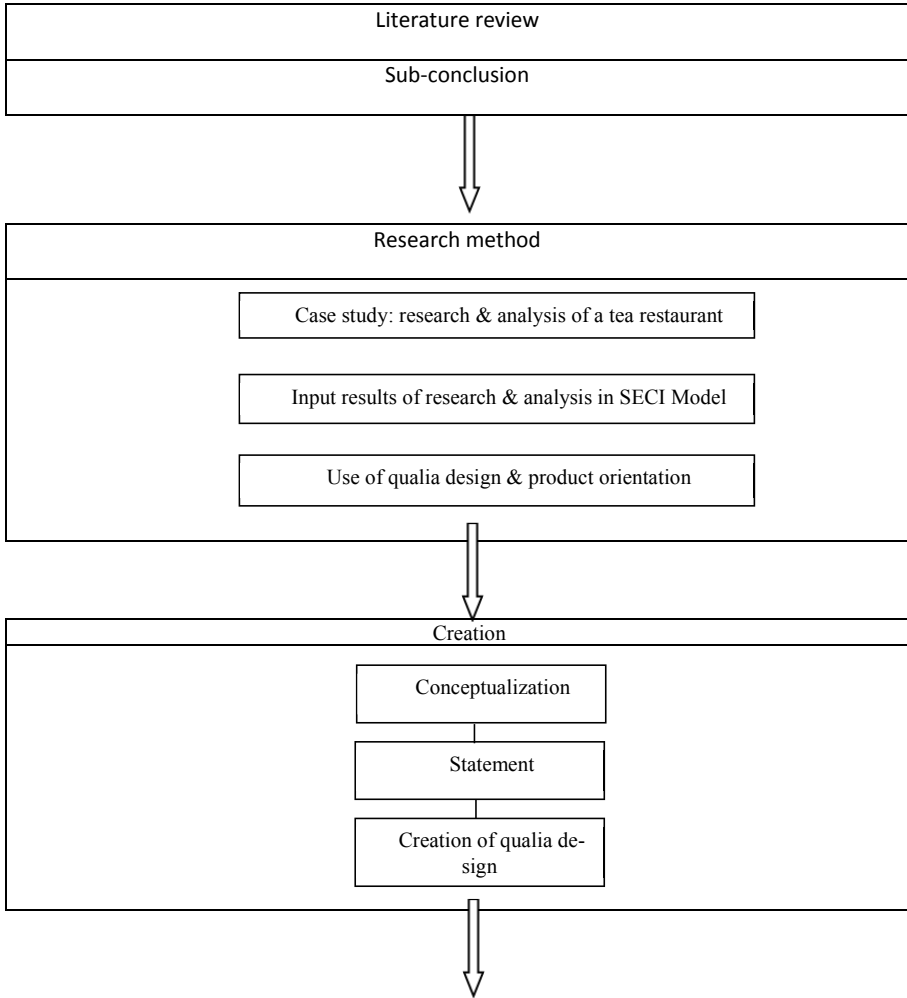 Literature review
Sub-conclusion
Research method
Case study: research & analysis of a tea restaurant
Input results of research & analysis in SECI Model
Use of qualia design & product orientation
Creation
Conceptualization
Statement
Creation of qualia de-
sign